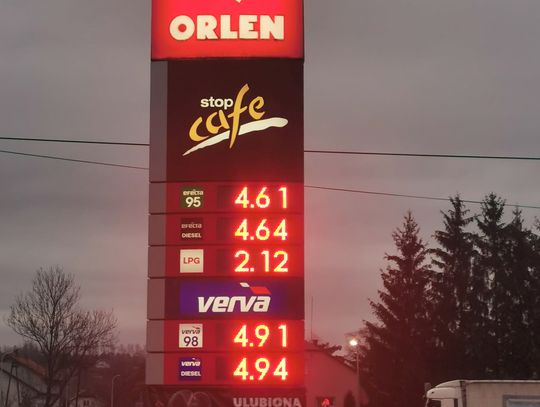 ORLEN
stop
cafe
efecta
95 4.61
efecta
DIESEL 4.64
LPG 2.12
verva
verva
98 4.91
verva
DIESEL 4.94
ULUBIONA